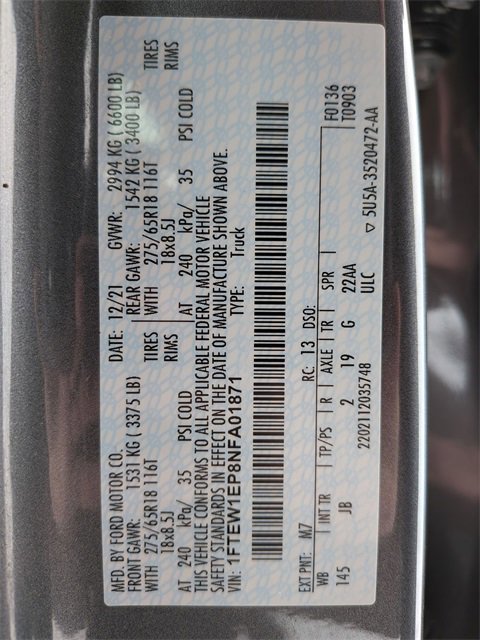 MFD. BY FORD MOTOR CO. DATE: 12/21 GVWR: 2994 KG ( 6600 LB)
FRONT GAWR: 1531 KG ( 3375 LB) REAR GAWR: 1542 KG ( 3400 LB)
WITH 275/65R18 116T TIRES WITH 275/65R18 116T TIRES
18x8.5J RIMS 18x8.5J RIMS
AT 240 kPa/ 35 PSI COLD AT 240 kPa/ 35 PSI COLD
THIS VEHICLE CONFORMS TO ALL APPLICABLE FEDERAL MOTOR VEHICLE
SAFETY STANDARDS IN EFFECT ON THE DATE OF MANUFACTURE SHOWN ABOVE.
VIN: 1FTEW1EP8NFA01871 TYPE: Truck
F0136
EXT PNT: M7 RC: 13 DSO: T0903
WB INT TR TP/PS R AXLE TR SPR
145 JB 2 19 G 22AA
ULC
2202112035748 ▽ 5U5A-3520472-AA